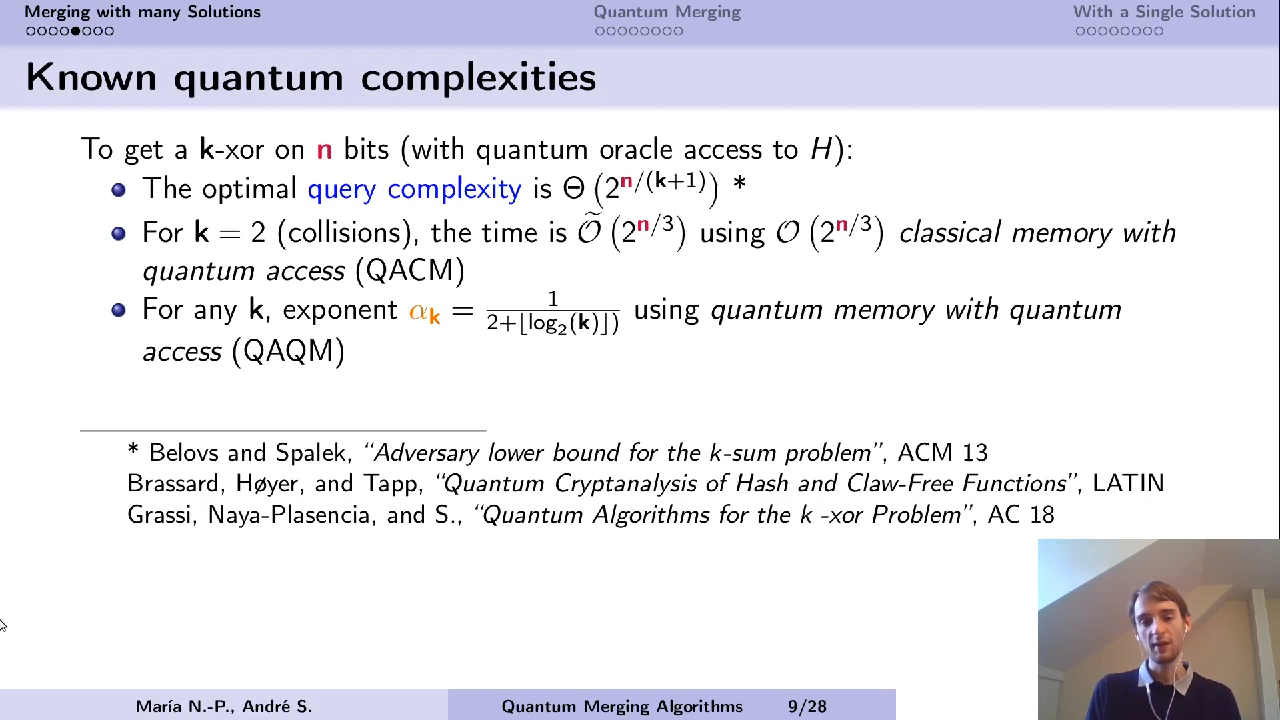 Merging with many Solutions Quantum Merging With a Single Solution
Known quantum complexities
To get a k-xor on n bits (with quantum oracle access to H):
The optimal query complexity is Θ (2^{n/(k+1)}) *
For k = 2 (collisions), the time is Õ (2^{n/3}) using O (2^{n/3}) classical memory with
quantum access (QACM)
For any k, exponent α_k = 1/(2+⌊log_2(k)⌋) using quantum memory with quantum
access (QAQM)
* Belovs and Spalek, “Adversary lower bound for the k-sum problem”, ACM 13
Brassard, Høyer, and Tapp, “Quantum Cryptanalysis of Hash and Claw-Free Functions”, LATIN
Grassi, Naya-Plasencia, and S., “Quantum Algorithms for the k -xor Problem”, AC 18
María N.-P., André S. Quantum Merging Algorithms 9/28